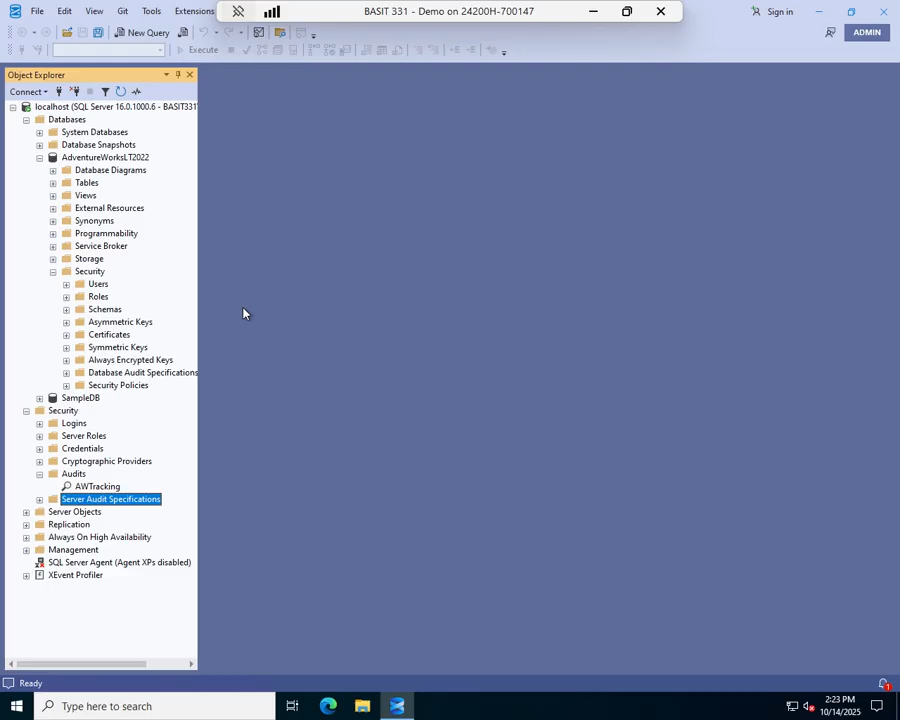 File Edit View Git Tools Extensions
BASIT 331 - Demo on 24200H-700147
Sign in
New Query
ADMIN
Execute
Object Explorer
Connect
localhost (SQL Server 16.0.1000.6 - BASIT331\
Databases
System Databases
Database Snapshots
AdventureWorksLT2022
Database Diagrams
Tables
Views
External Resources
Synonyms
Programmability
Service Broker
Storage
Security
Users
Roles
Schemas
Asymmetric Keys
Certificates
Symmetric Keys
Always Encrypted Keys
Database Audit Specifications
Security Policies
SampleDB
Security
Logins
Server Roles
Credentials
Cryptographic Providers
Audits
AWTracking
Server Audit Specifications
Server Objects
Replication
Always On High Availability
Management
SQL Server Agent (Agent XPs disabled)
XEvent Profiler
Ready
1
Type here to search
2:23 PM
10/14/2025